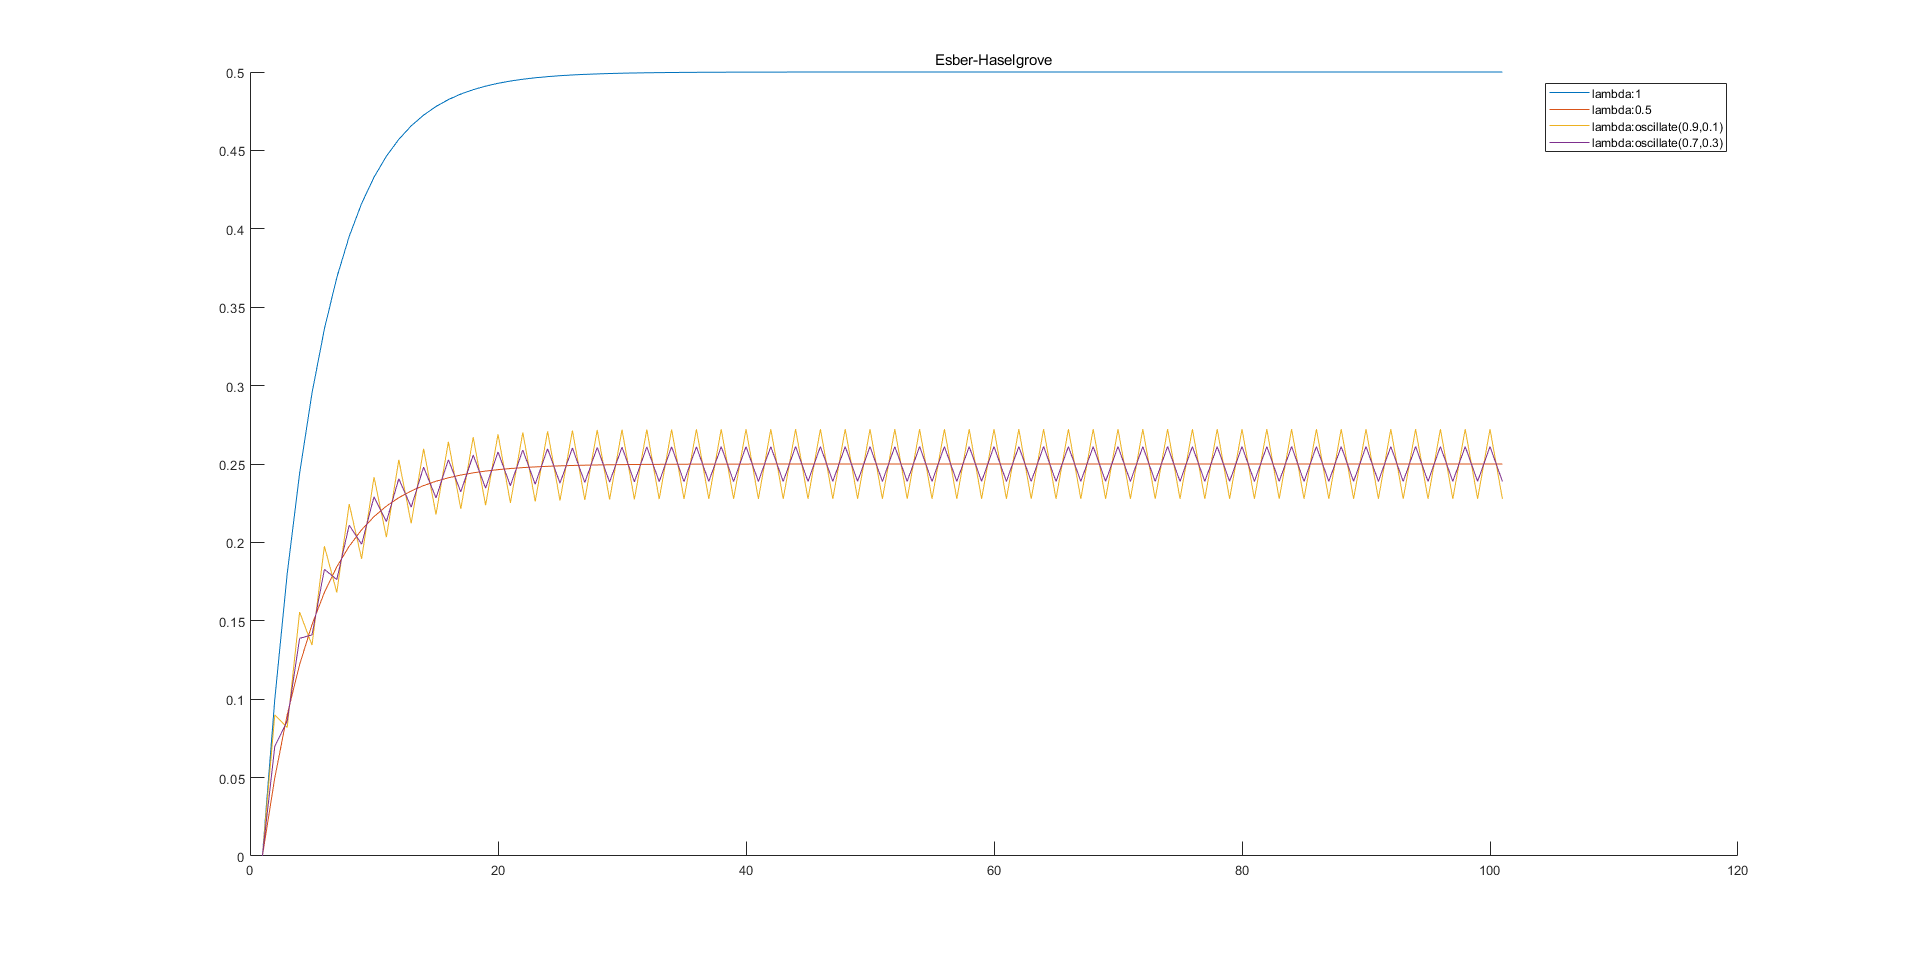 Esber-Haselgrove
0.5
0.45
0.4
0.35
0.3
0.25
0.2
0.15
0.1
0.05
0
lambda:1
lambda:0.5
lambda:oscillate(0.9,0.1)
lambda:oscillate(0.7,0.3)
0 20 40 60 80 100 120